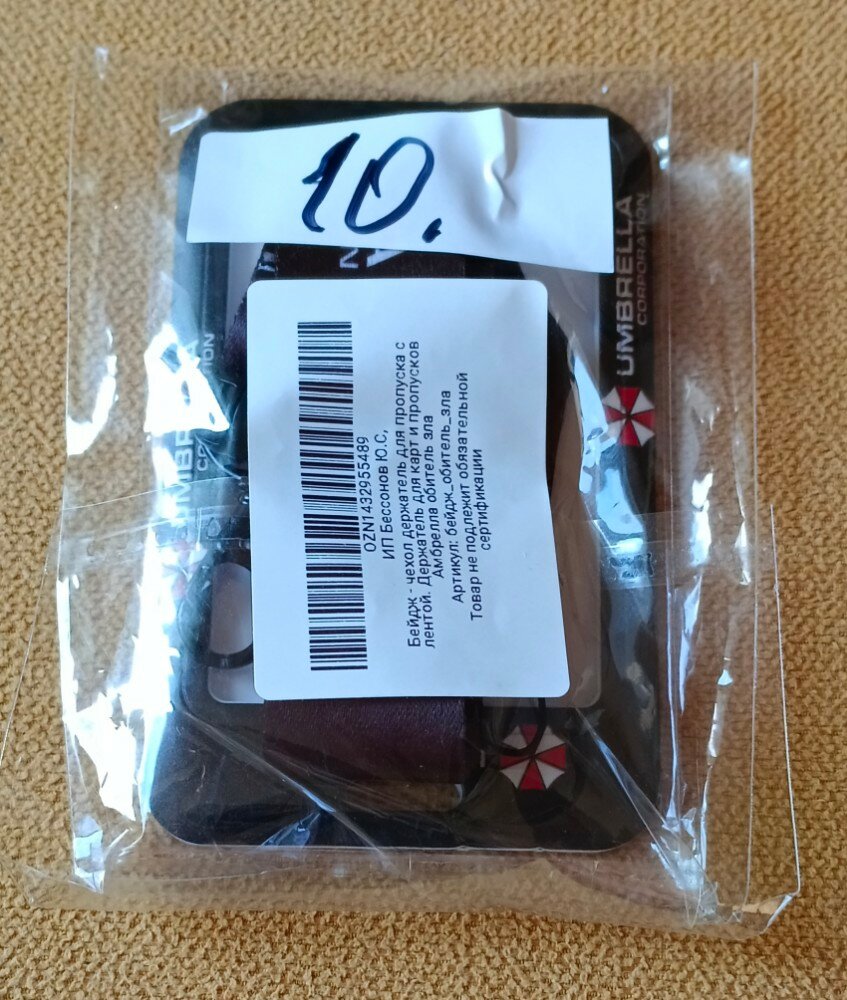 10.
UMBRELLA
CORPORATION
OZN1432955489
ИП Бессонов Ю.С,
Бейдж - чехол держатель для пропуска с
лентой. Держатель для карт и пропусков
Амбрелла обитель зла
Артикул: бейдж_обитель_зла
Товар не подлежит обязательной
сертификации